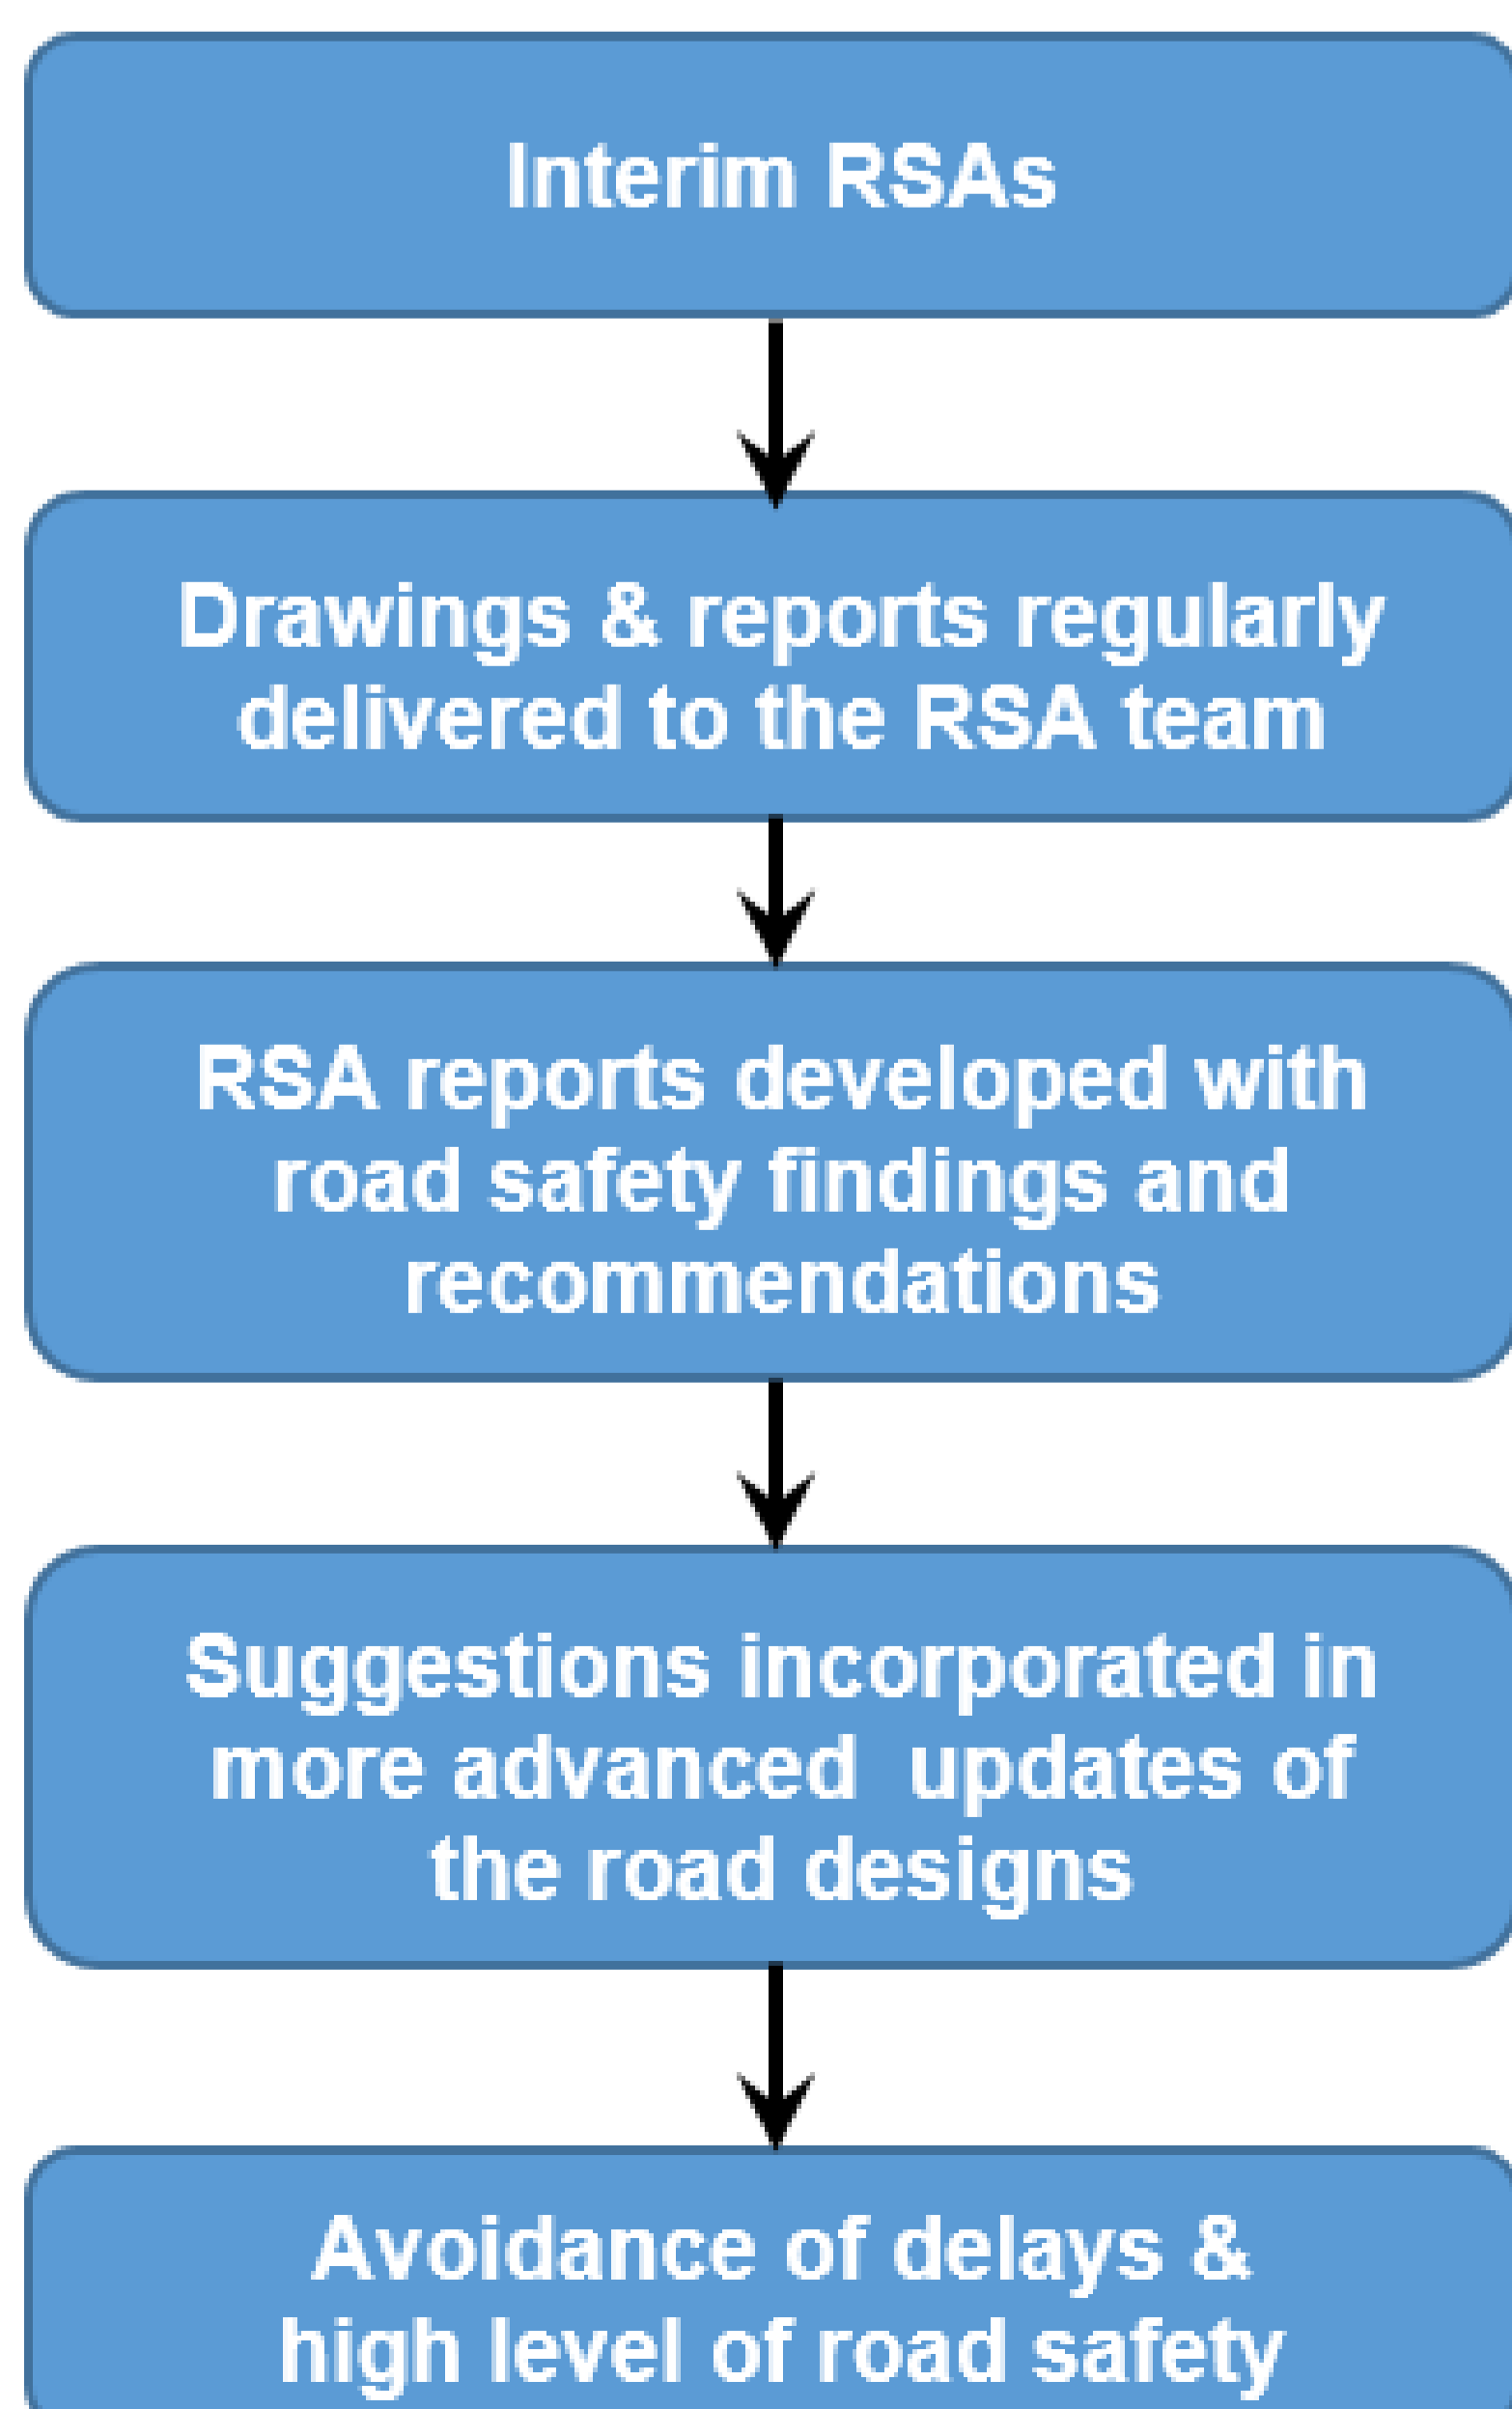 Interim RSAs
Drawings & reports regularly
delivered to the RSA team
RSA reports developed with
road safety findings and
recommendations
Suggestions incorporated in
more advanced  updates of
the road designs
Avoidance of delays &
high level of road safety